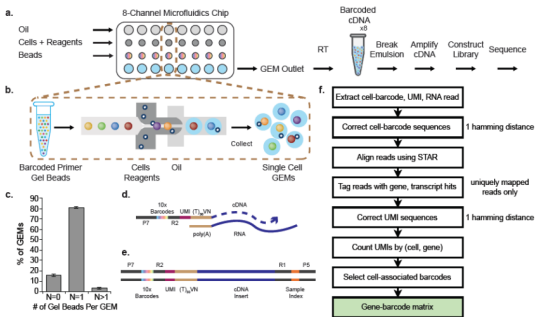 a.
8-Channel Microfluidics Chip
Oil
Cells + Reagents
Beads
GEM Outlet
RT
Barcoded
cDNA
x8
Break
Emulsion
Amplify
cDNA
Construct
Library
Sequence
b.
Collect
Barcoded Primer
Gel Beads
Cells
Reagents
Oil
Single Cell
GEMs
c.
% of GEMs
90
80
70
60
50
40
30
20
10
0
N=0
N=1
N>1
# of Gel Beads Per GEM
d.
10x
Barcodes
UMI
(T)₃₀VN
cDNA
P7
R2
poly(A)
RNA
e.
P7
R2
R1
P5
10x
Barcodes
UMI
(T)₃₀VN
cDNA
Insert
Sample
Index
f.
Extract cell-barcode, UMI, RNA read
Correct cell-barcode sequences
1 hamming distance
Align reads using STAR
Tag reads with gene, transcript hits
uniquely mapped
reads only
Correct UMI sequences
1 hamming distance
Count UMIs by (cell, gene)
Select cell-associated barcodes
Gene-barcode matrix